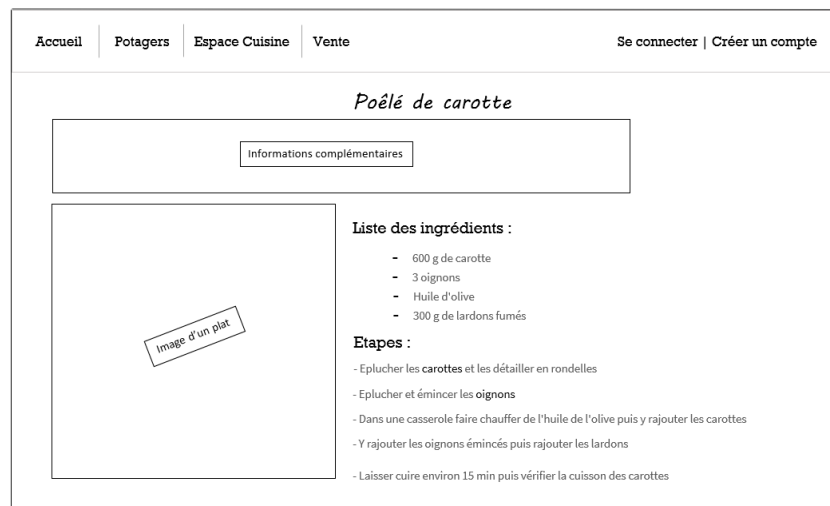 Accueil Potagers Espace Cuisine Vente Se connecter | Créer un compte
Poêlé de carotte
Informations complémentaires
Image d'un plat
Liste des ingrédients :
- 600 g de carotte
- 3 oignons
- Huile d'olive
- 300 g de lardons fumés
Etapes :
- Eplucher les carottes et les détailler en rondelles
- Eplucher et émincer les oignons
- Dans une casserole faire chauffer de l'huile de l'olive puis y rajouter les carottes
- Y rajouter les oignons émincés puis rajouter les lardons
- Laisser cuire environ 15 min puis vérifier la cuisson des carottes